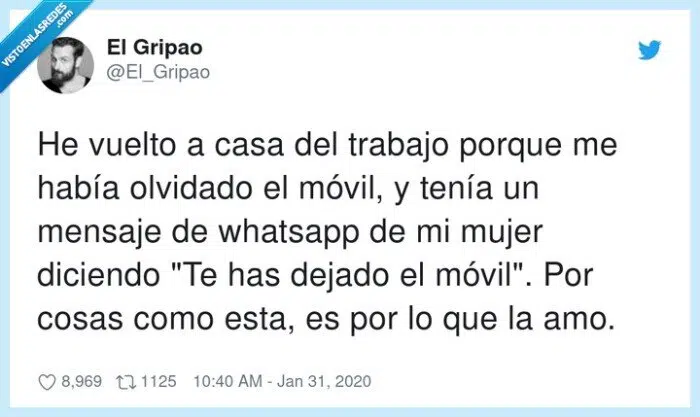 VISTOENLASREDES
.com
El Gripao
@El_Gripao
He vuelto a casa del trabajo porque me
había olvidado el móvil, y tenía un
mensaje de whatsapp de mi mujer
diciendo "Te has dejado el móvil". Por
cosas como esta, es por lo que la amo.
8,969 1125 10:40 AM - Jan 31, 2020